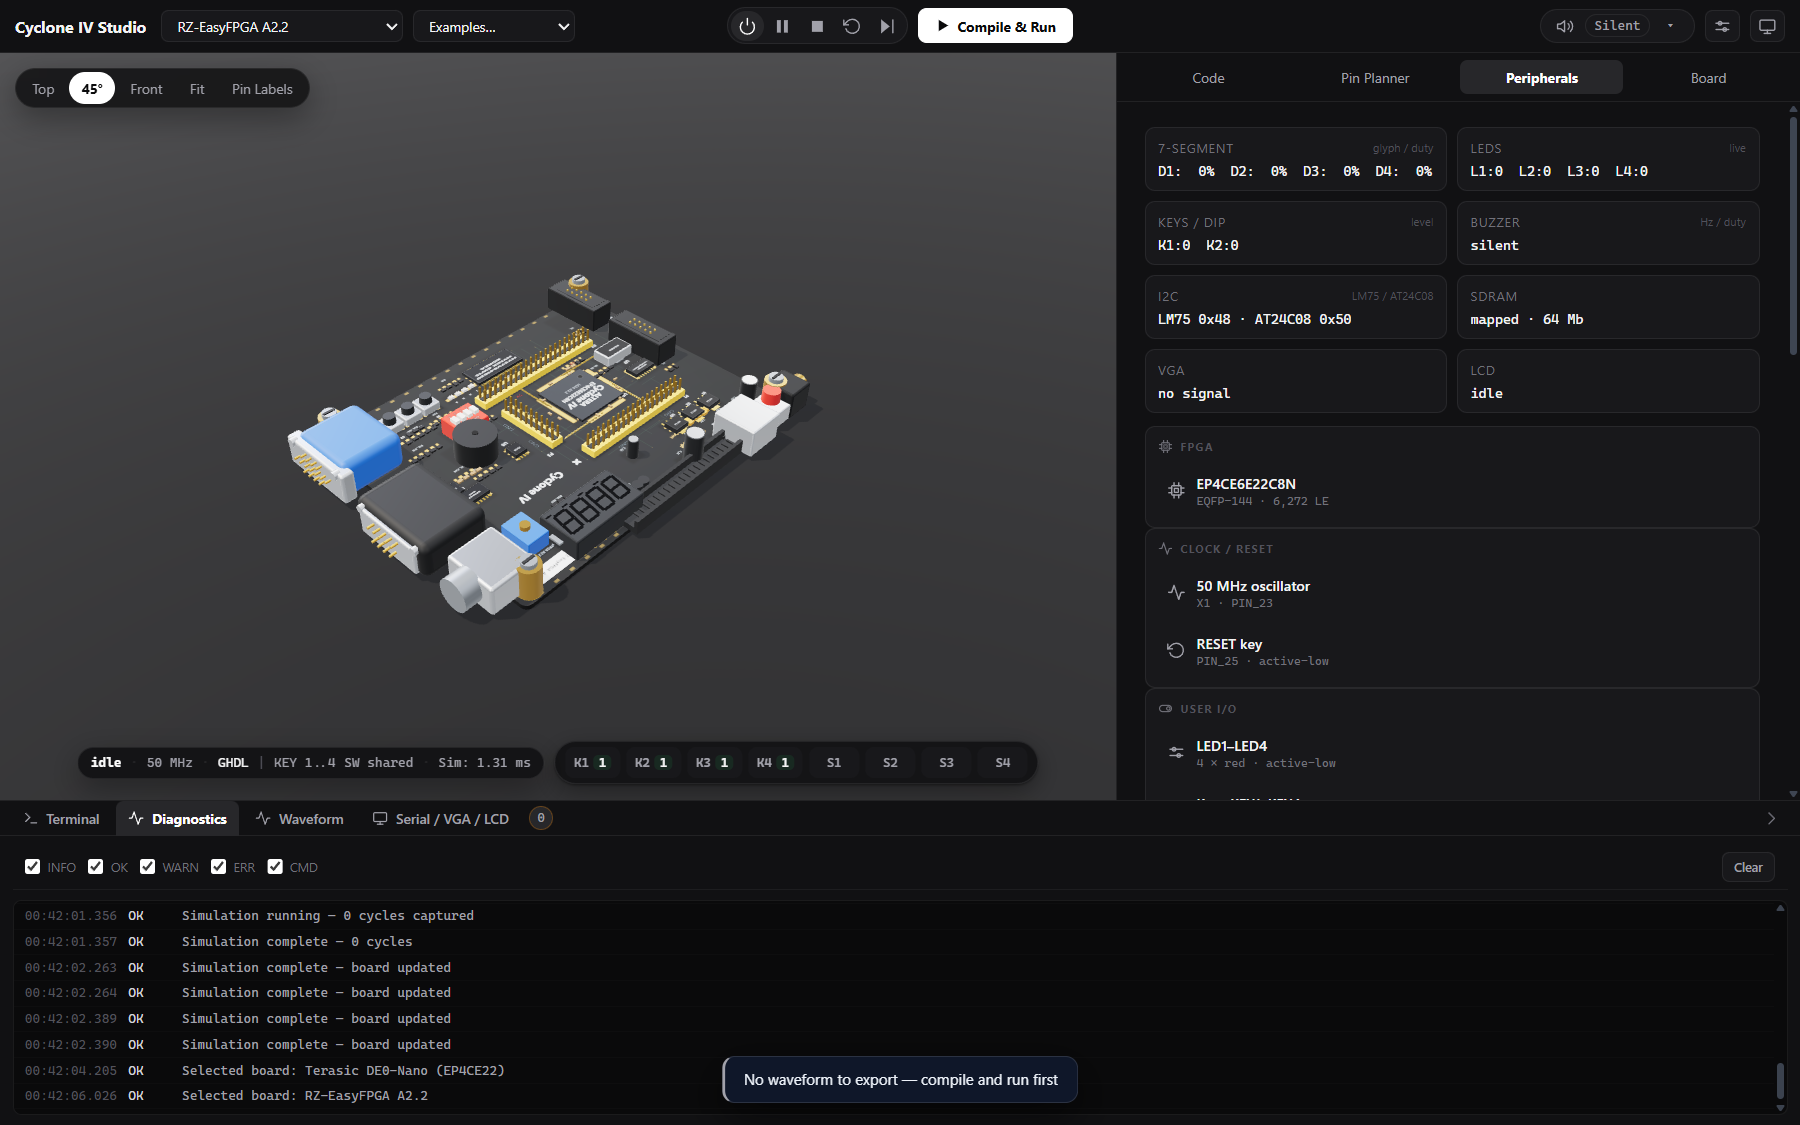 Cyclone IV Studio
RZ-EasyFPGA A2.2
Examples...
Compile & Run
Silent
Top 45° Front Fit Pin Labels
Code Pin Planner Peripherals Board
7-SEGMENT glyph / duty
D1: 0% D2: 0% D3: 0% D4: 0%
LEDS live
L1:0 L2:0 L3:0 L4:0
KEYS / DIP level
K1:0 K2:0
BUZZER Hz / duty
silent
I2C LM75 / AT24C08
LM75 0x48 · AT24C08 0x50
SDRAM
mapped · 64 Mb
VGA
no signal
LCD
idle
FPGA
EP4CE6E22C8N
EQFP-144 · 6,272 LE
CLOCK / RESET
50 MHz oscillator
X1 · PIN_23
RESET key
PIN_25 · active-low
USER I/O
LED1–LED4
4 × red · active-low
ALTERA
Cyclone IV
Cyclone IV
8888
idle · 50 MHz · GHDL | KEY 1..4 SW shared · Sim: 1.31 ms
K1 1 K2 1 K3 1 K4 1 S1 S2 S3 S4
Terminal Diagnostics Waveform Serial / VGA / LCD 0
INFO OK WARN ERR CMD Clear
00:42:01.356 OK Simulation running — 0 cycles captured
00:42:01.357 OK Simulation complete — 0 cycles
00:42:02.263 OK Simulation complete — board updated
00:42:02.264 OK Simulation complete — board updated
00:42:02.389 OK Simulation complete — board updated
00:42:02.390 OK Simulation complete — board updated
00:42:04.205 OK Selected board: Terasic DE0-Nano (EP4CE22)
00:42:06.026 OK Selected board: RZ-EasyFPGA A2.2
No waveform to export — compile and run first